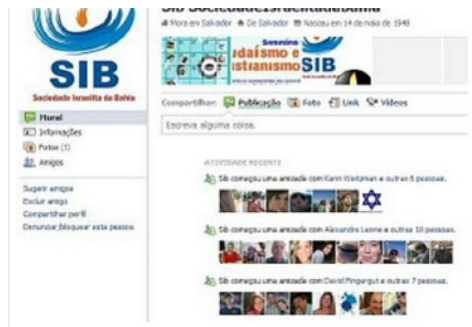 SIB SociedadeIsraelitadaBahia
Mora em Salvador De Salvador Nasceu em 14 de maio de 1948
Seminário
udaísmo e
istianismo
SIB
SIB
Sociedade Israelita da Bahia
Mural
Informações
Fotos (5)
Amigos
Sugerir amigos
Excluir amigo
Compartilhar perfil
Denunciar/bloquear esta pessoa
Compartilhar: Publicação Foto Link Vídeos
Escreva alguma coisa.
ATIVIDADE RECENTE
Sib começou uma amizade com Karin Weitzman e outras 6 pessoas.
Sib começou uma amizade com Alexandre Leone e outras 10 pessoas.
Sib começou uma amizade com David Pingergut e outras 7 pessoas.